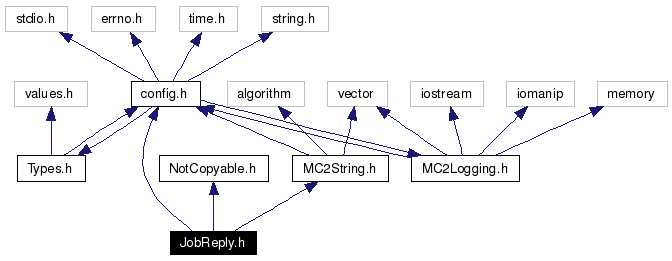 stdio.h errno.h time.h string.h
values.h config.h algorithm vector iostream iomanip memory
Types.h NotCopyable.h MC2String.h MC2Logging.h
JobReply.h